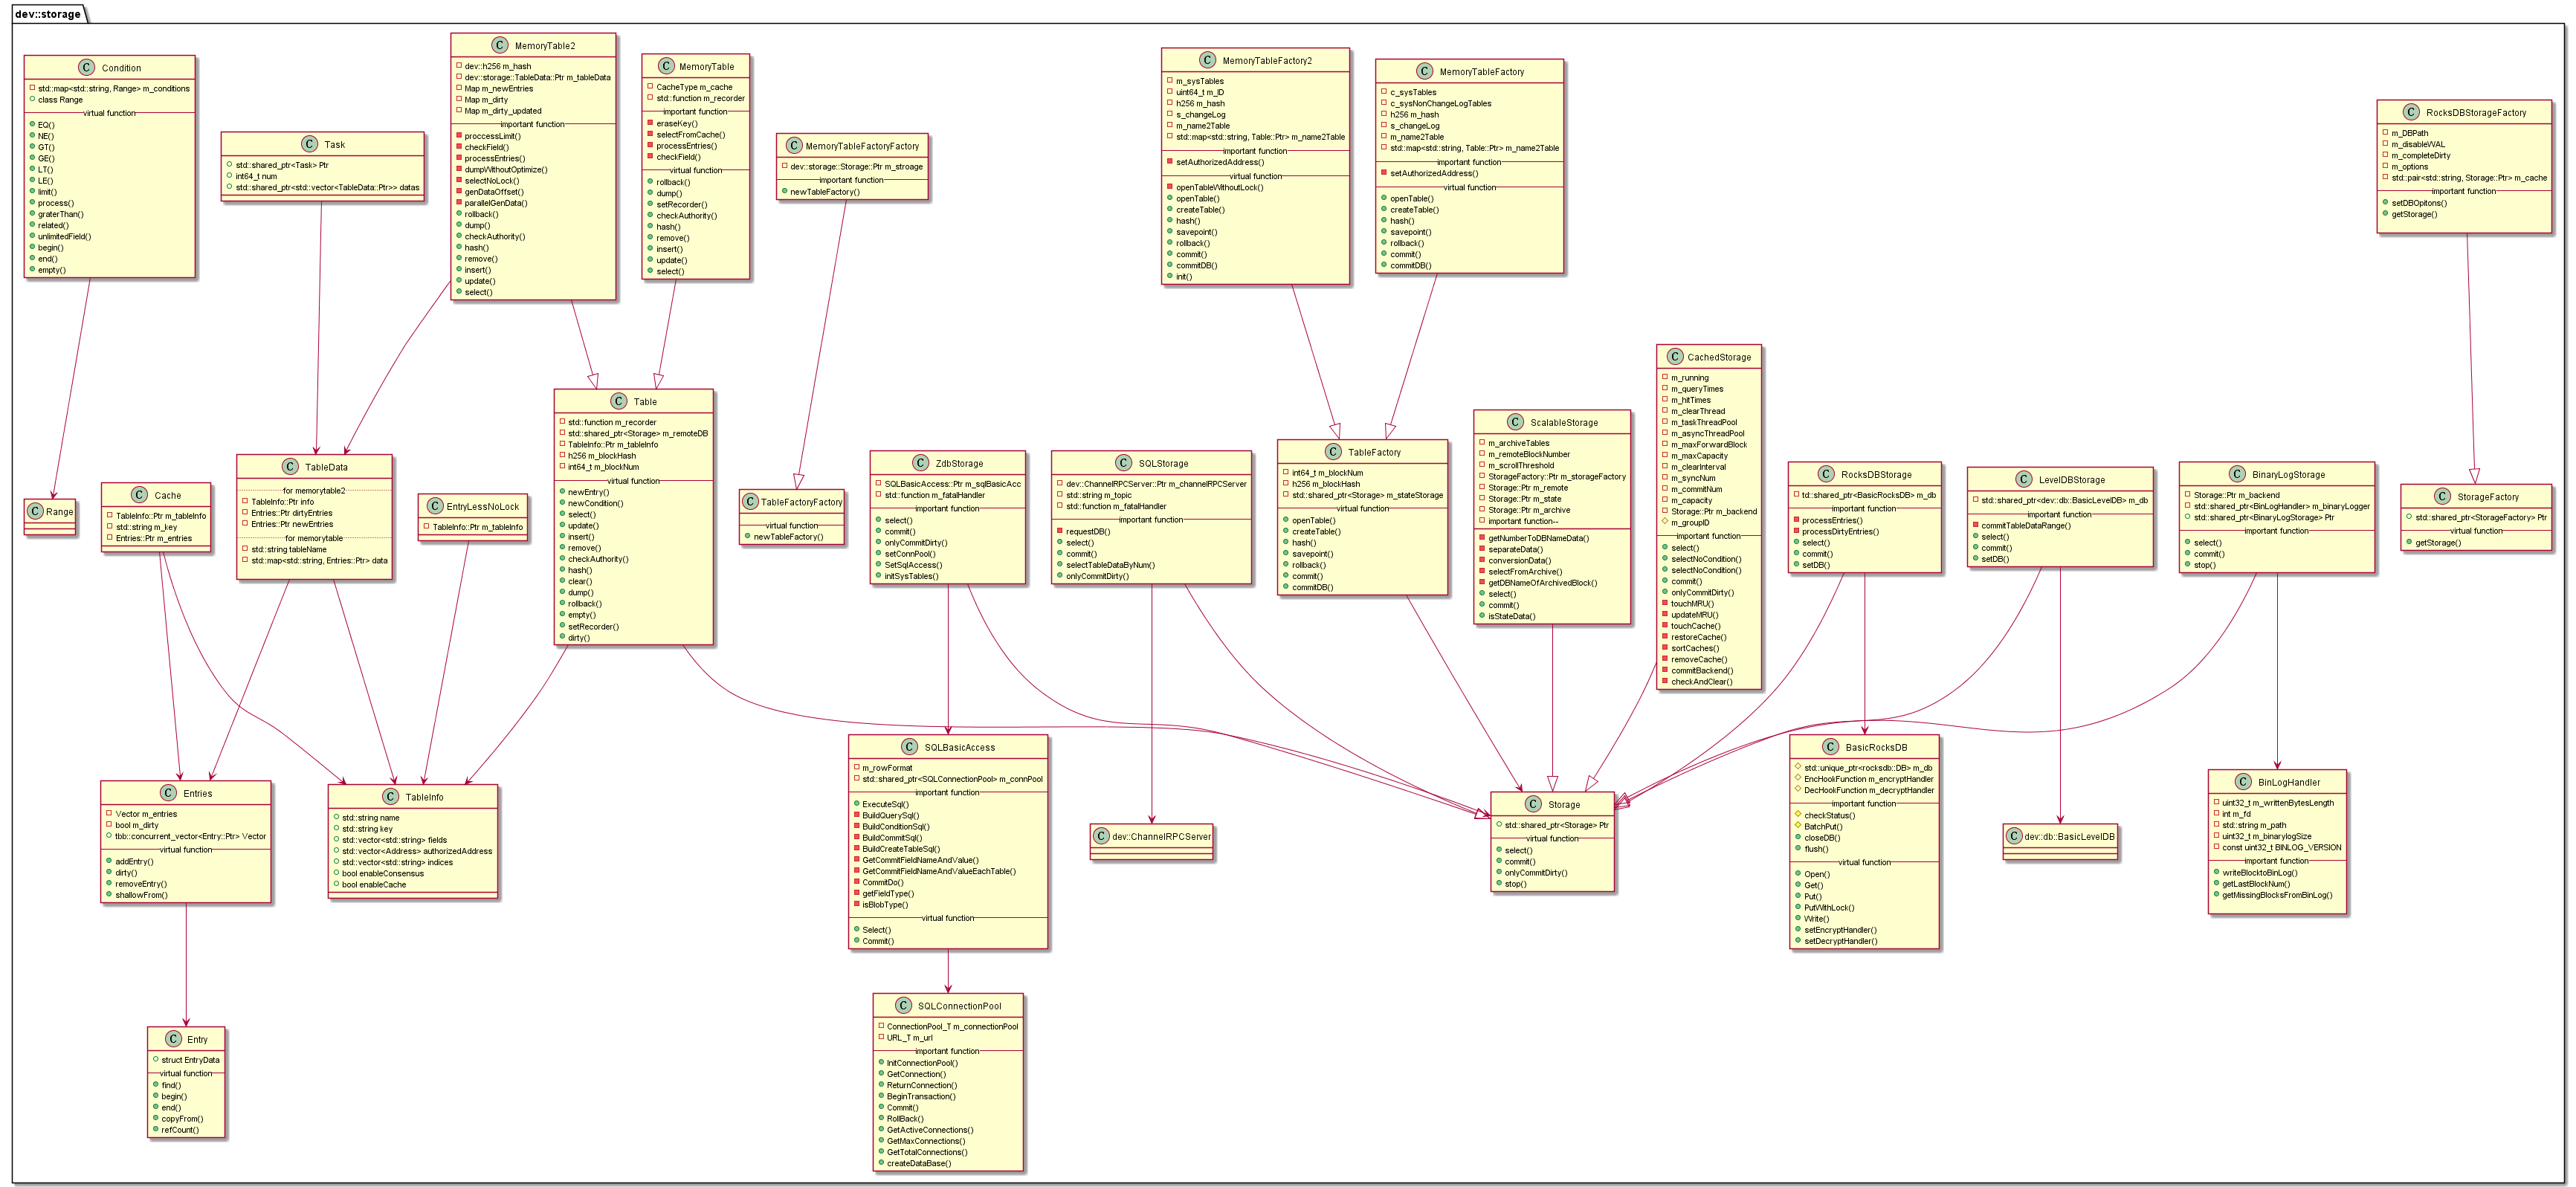 dev::storage
C Condition
std::map<std::string, Range> m_conditions
class Range
virtual function
EQ()
NE()
GT()
GE()
LT()
LE()
limit()
process()
graterThan()
related()
unlimitedField()
begin()
end()
empty()
C Task
std::shared_ptr<Task> Ptr
int64_t num
std::shared_ptr<std::vector<TableData::Ptr>> datas
C MemoryTable2
dev::h256 m_hash
dev::storage::TableData::Ptr m_tableData
Map m_newEntries
Map m_dirty
Map m_dirty_updated
important function
proccessLimit()
checkField()
processEntries()
dumpWithoutOptimize()
selectNoLock()
genDataOffset()
parallelGenData()
rollback()
dump()
checkAuthority()
hash()
remove()
insert()
update()
select()
C MemoryTable
CacheType m_cache
std::function m_recorder
important function
eraseKey()
selectFromCache()
processEntries()
checkField()
virtual function
rollback()
dump()
setRecorder()
checkAuthority()
hash()
remove()
insert()
update()
select()
C MemoryTableFactoryFactory
dev::storage::Storage::Ptr m_stroage
important function
newTableFactory()
C MemoryTableFactory2
m_sysTables
uint64_t m_ID
h256 m_hash
s_changeLog
m_name2Table
std::map<std::string, Table::Ptr> m_name2Table
important function
setAuthorizedAddress()
virtual function
openTableWithoutLock()
openTable()
createTable()
hash()
savepoint()
rollback()
commit()
commitDB()
init()
C MemoryTableFactory
c_sysTables
c_sysNonChangeLogTables
h256 m_hash
s_changeLog
m_name2Table
std::map<std::string, Table::Ptr> m_name2Table
important function
setAuthorizedAddress()
virtual function
openTable()
createTable()
hash()
savepoint()
rollback()
commit()
commitDB()
C RocksDBStorageFactory
m_DBPath
m_disableWAL
m_completeDirty
m_options
std::pair<std::string, Storage::Ptr> m_cache
important function
setDBOpitons()
getStorage()
C Range
C Cache
TableInfo::Ptr m_tableInfo
std::string m_key
Entries::Ptr m_entries
C TableData
for memorytable2
TableInfo::Ptr info
Entries::Ptr dirtyEntries
Entries::Ptr newEntries
for memorytable
std::string tableName
std::map<std::string, Entries::Ptr> data
C EntryLessNoLock
TableInfo::Ptr m_tableInfo
C Table
std::function m_recorder
std::shared_ptr<Storage> m_remoteDB
TableInfo::Ptr m_tableInfo
h256 m_blockHash
int64_t m_blockNum
virtual function
newEntry()
newCondition()
select()
update()
insert()
remove()
checkAuthority()
hash()
clear()
dump()
rollback()
empty()
setRecorder()
dirty()
C TableFactoryFactory
virtual function
newTableFactory()
C ZdbStorage
SQLBasicAccess::Ptr m_sqlBasicAcc
std::function m_fatalHandler
important function
select()
commit()
onlyCommitDirty()
setConnPool()
SetSqlAccess()
initSysTables()
C SQLStorage
dev::ChannelRPCServer::Ptr m_channelRPCServer
std::string m_topic
std::function m_fatalHandler
important function
requestDB()
select()
commit()
selectTableDataByNum()
onlyCommitDirty()
C TableFactory
int64_t m_blockNum
h256 m_blockHash
std::shared_ptr<Storage> m_stateStorage
virtual function
openTable()
createTable()
hash()
savepoint()
rollback()
commit()
commitDB()
C ScalableStorage
m_archiveTables
m_remoteBlockNumber
m_scrollThreshold
StorageFactory::Ptr m_storageFactory
Storage::Ptr m_remote
Storage::Ptr m_state
Storage::Ptr m_archive
important function--
getNumberToDBNameData()
separateData()
conversionData()
selectFromArchive()
getDBNameOfArchivedBlock()
select()
commit()
isStateData()
C CachedStorage
m_running
m_queryTimes
m_hitTimes
m_clearThread
m_taskThreadPool
m_asyncThreadPool
m_maxForwardBlock
m_maxCapacity
m_clearInterval
m_syncNum
m_commitNum
m_capacity
Storage::Ptr m_backend
m_groupID
important function
select()
selectNoCondition()
selectNoCondition()
commit()
onlyCommitDirty()
touchMRU()
updateMRU()
touchCache()
restoreCache()
sortCaches()
removeCache()
commitBackend()
checkAndClear()
C RocksDBStorage
td::shared_ptr<BasicRocksDB> m_db
important function
processEntries()
processDirtyEntries()
select()
commit()
setDB()
C LevelDBStorage
std::shared_ptr<dev::db::BasicLevelDB> m_db
important function
commitTableDataRange()
select()
commit()
setDB()
C BinaryLogStorage
Storage::Ptr m_backend
std::shared_ptr<BinLogHandler> m_binaryLogger
std::shared_ptr<BinaryLogStorage> Ptr
important function
select()
commit()
stop()
C StorageFactory
std::shared_ptr<StorageFactory> Ptr
virtual function
getStorage()
C Entries
Vector m_entries
bool m_dirty
tbb::concurrent_vector<Entry::Ptr> Vector
virtual function
addEntry()
dirty()
removeEntry()
shallowFrom()
C TableInfo
std::string name
std::string key
std::vector<std::string> fields
std::vector<Address> authorizedAddress
std::vector<std::string> indices
bool enableConsensus
bool enableCache
C SQLBasicAccess
m_rowFormat
std::shared_ptr<SQLConnectionPool> m_connPool
important function
ExecuteSql()
BuildQuerySql()
BuildConditionSql()
BuildCommitSql()
BuildCreateTableSql()
GetCommitFieldNameAndValue()
GetCommitFieldNameAndValueEachTable()
CommitDo()
getFieldType()
isBlobType()
virtual function
Select()
Commit()
C dev::ChannelRPCServer
C Storage
std::shared_ptr<Storage> Ptr
virtual function
select()
commit()
onlyCommitDirty()
stop()
C BasicRocksDB
std::unique_ptr<rocksdb::DB> m_db
EncHookFunction m_encryptHandler
DecHookFunction m_decryptHandler
important function
checkStatus()
BatchPut()
closeDB()
flush()
virtual function
Open()
Get()
Put()
PutWithLock()
Write()
setEncryptHandler()
setDecryptHandler()
C dev::db::BasicLevelDB
C BinLogHandler
uint32_t m_writtenBytesLength
int m_fd
std::string m_path
uint32_t m_binarylogSize
const uint32_t BINLOG_VERSION
important function
writeBlocktoBinLog()
getLastBlockNum()
getMissingBlocksFromBinLog()
C Entry
struct EntryData
virtual function
find()
begin()
end()
copyFrom()
refCount()
C SQLConnectionPool
ConnectionPool_T m_connectionPool
URL_T m_url
important function
InitConnectionPool()
GetConnection()
ReturnConnection()
BeginTransaction()
Commit()
RollBack()
GetActiveConnections()
GetMaxConnections()
GetTotalConnections()
createDataBase()